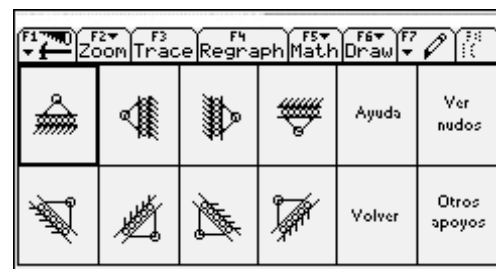 F1 F2 F3 F4 F5 F6 F7
Zoom Trace Regraph Math Draw
Ayuda
Ver
nudos
Volver
Otros
apoyos